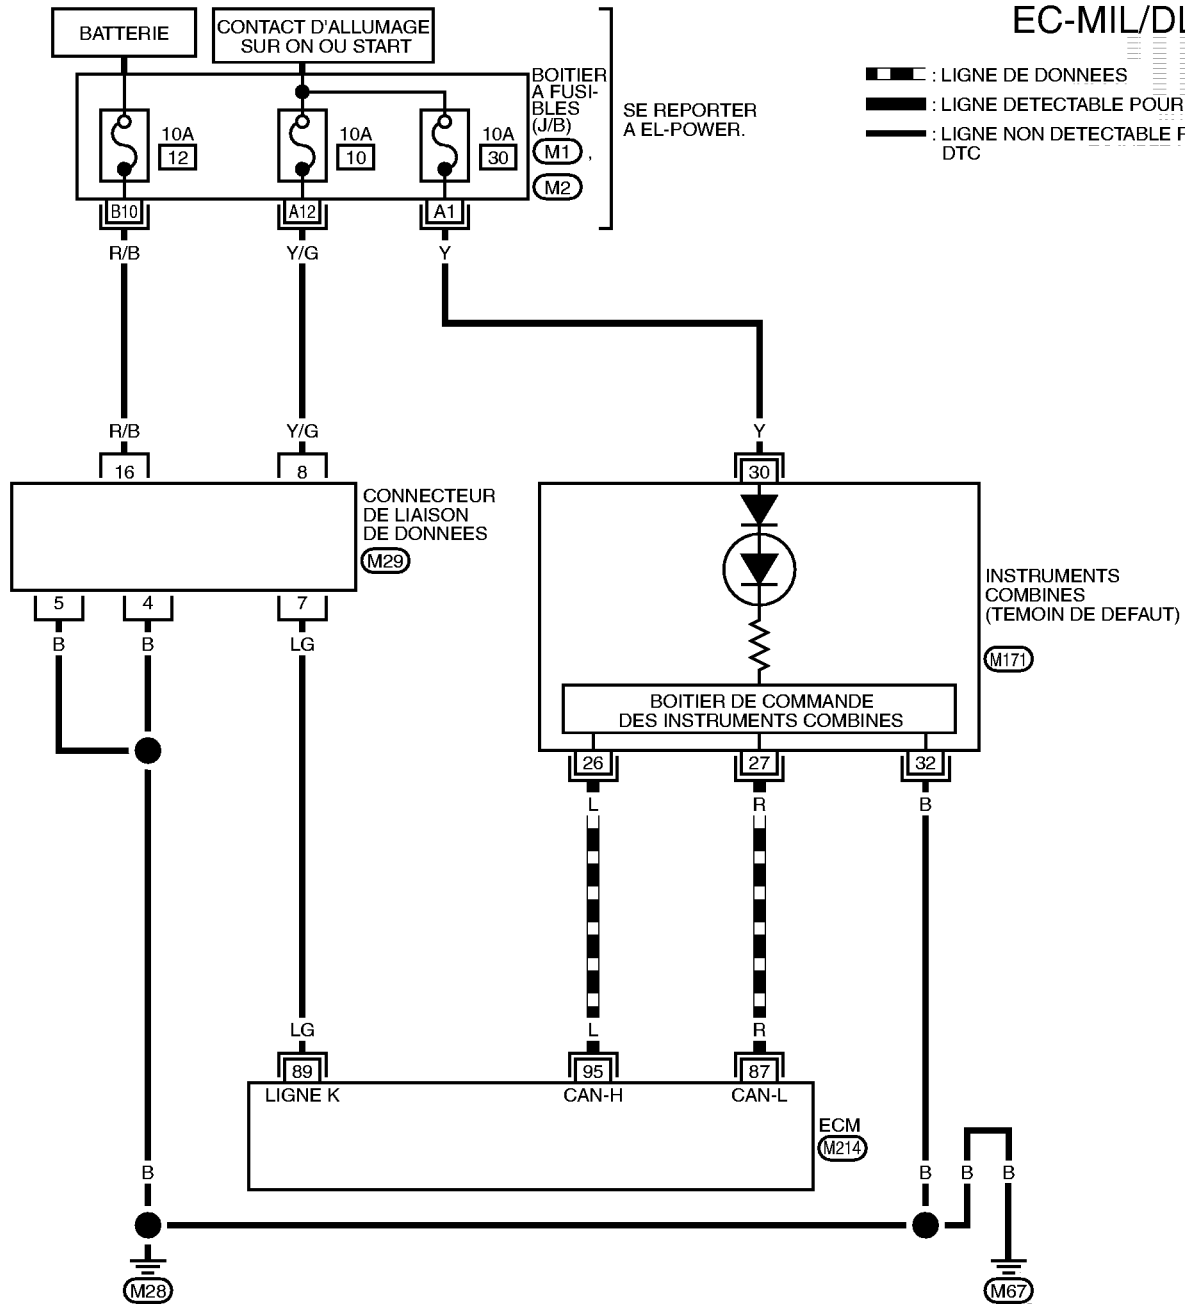 EC-MIL/DL
BATTERIE
CONTACT D'ALLUMAGE
SUR ON OU START
BOITIER
A FUSI-
BLES
(J/B)
M1 ,
M2
SE REPORTER
A EL-POWER.
: LIGNE DE DONNEES
: LIGNE DETECTABLE POUR
: LIGNE NON DETECTABLE P
DTC
10A
12
10A
10
10A
30
B10
A12
A1
R/B
Y/G
Y
R/B
Y/G
Y
16
8
30
CONNECTEUR
DE LIAISON
DE DONNEES
M29
5
4
7
B
B
LG
INSTRUMENTS
COMBINES
(TEMOIN DE DEFAUT)
M171
BOITIER DE COMMANDE
DES INSTRUMENTS COMBINES
26
27
32
L
R
B
LG
L
R
89
95
87
LIGNE K
CAN-H
CAN-L
ECM
M214
B
B
B
B
M28
M67